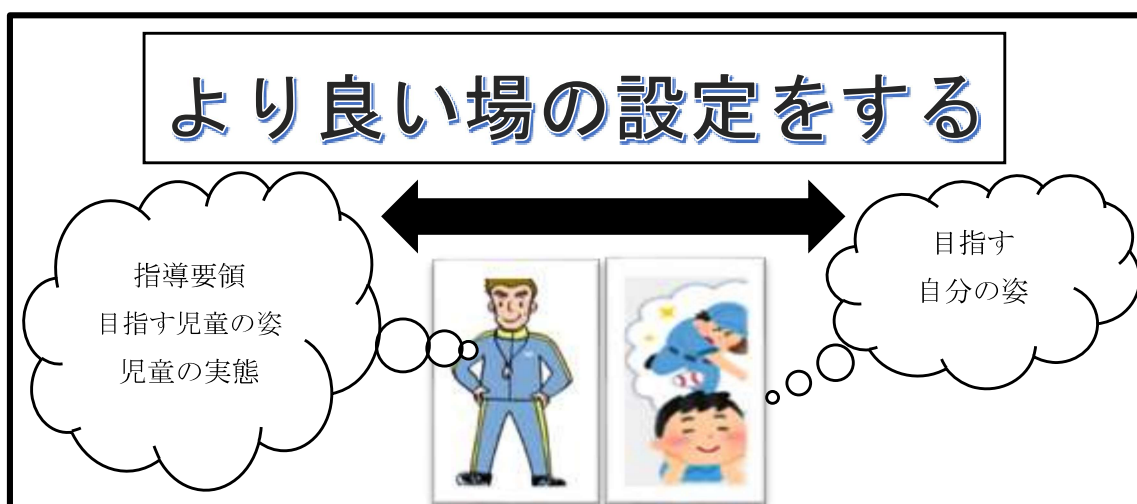 より良い場の設定をする
指導要領
目指す児童の姿
児童の実態
目指す
自分の姿